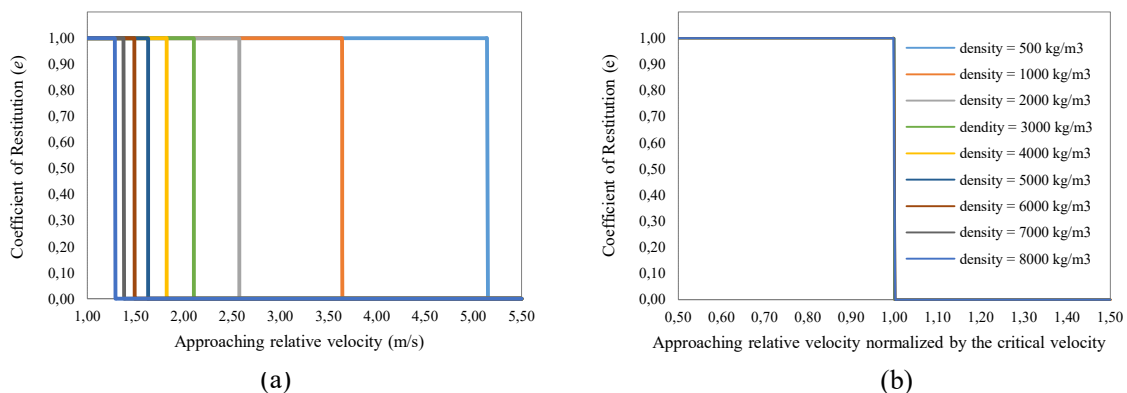 1,00
0,90
0,80
0,70
0,60
0,50
0,40
0,30
0,20
0,10
0,00
Coefficient of Restitution (e)
1,00 1,50 2,00 2,50 3,00 3,50 4,00 4,50 5,00 5,50
Approaching relative velocity (m/s)
(a)
1,00
0,90
0,80
0,70
0,60
0,50
0,40
0,30
0,20
0,10
0,00
Coefficient of Restitution (e)
density = 500 kg/m3
density = 1000 kg/m3
density = 2000 kg/m3
dendity = 3000 kg/m3
density = 4000 kg/m3
density = 5000 kg/m3
density = 6000 kg/m3
density = 7000 kg/m3
density = 8000 kg/m3
0,50 0,60 0,70 0,80 0,90 1,00 1,10 1,20 1,30 1,40 1,50
Approaching relative velocity normalized by the critical velocity
(b)